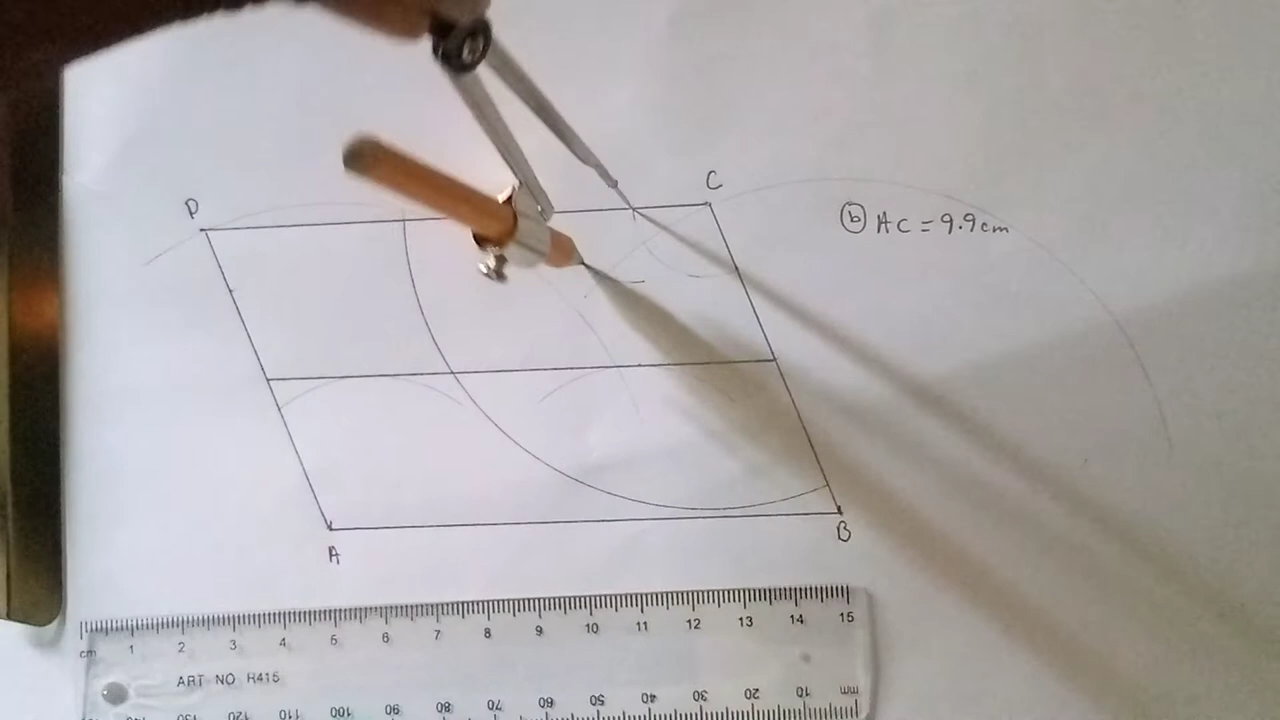 D
C
ⓑ AC = 9.9cm
A
B
cm 1 2 3 4 5 6 7 8 9 10 11 12 13 14 15
ART NO R415
130 120 110 100 90 80 70 60 50 40 30 20 10 mm